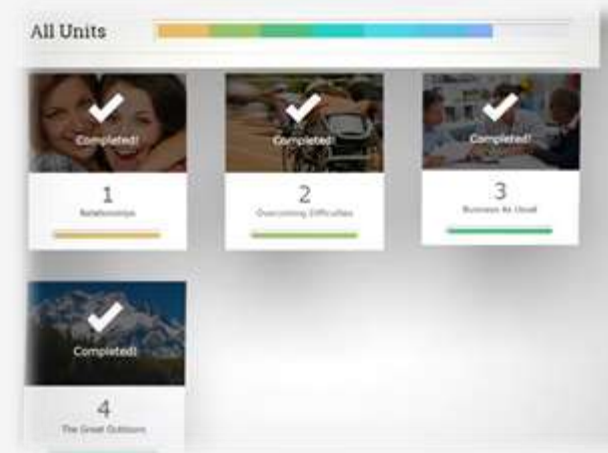 All Units
Completed!
1
Relationships
Completed!
2
Overcoming Difficulties
Completed!
3
Business As Usual
Completed!
4
The Great Outdoors